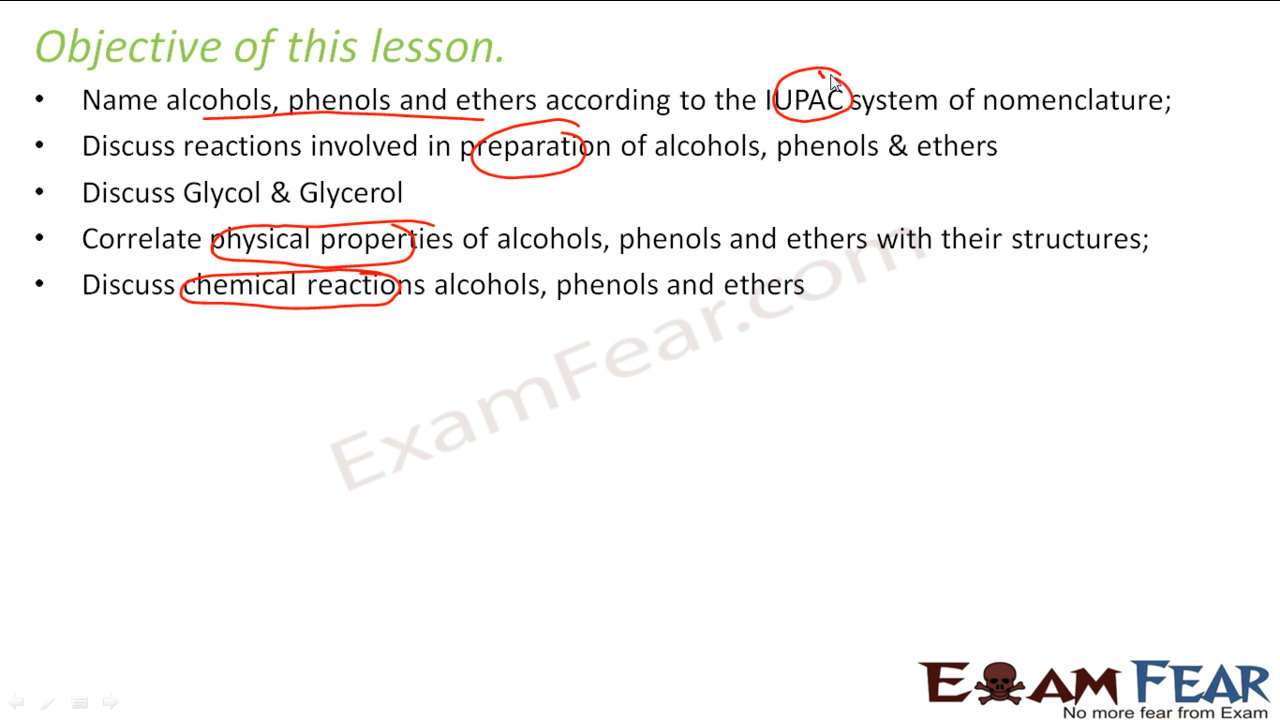 Objective of this lesson.
• Name alcohols, phenols and ethers according to the IUPAC system of nomenclature;
• Discuss reactions involved in preparation of alcohols, phenols & ethers
• Discuss Glycol & Glycerol
• Correlate physical properties of alcohols, phenols and ethers with their structures;
• Discuss chemical reactions alcohols, phenols and ethers
ExamFear.com
EXAM FEAR
No more fear from Exam